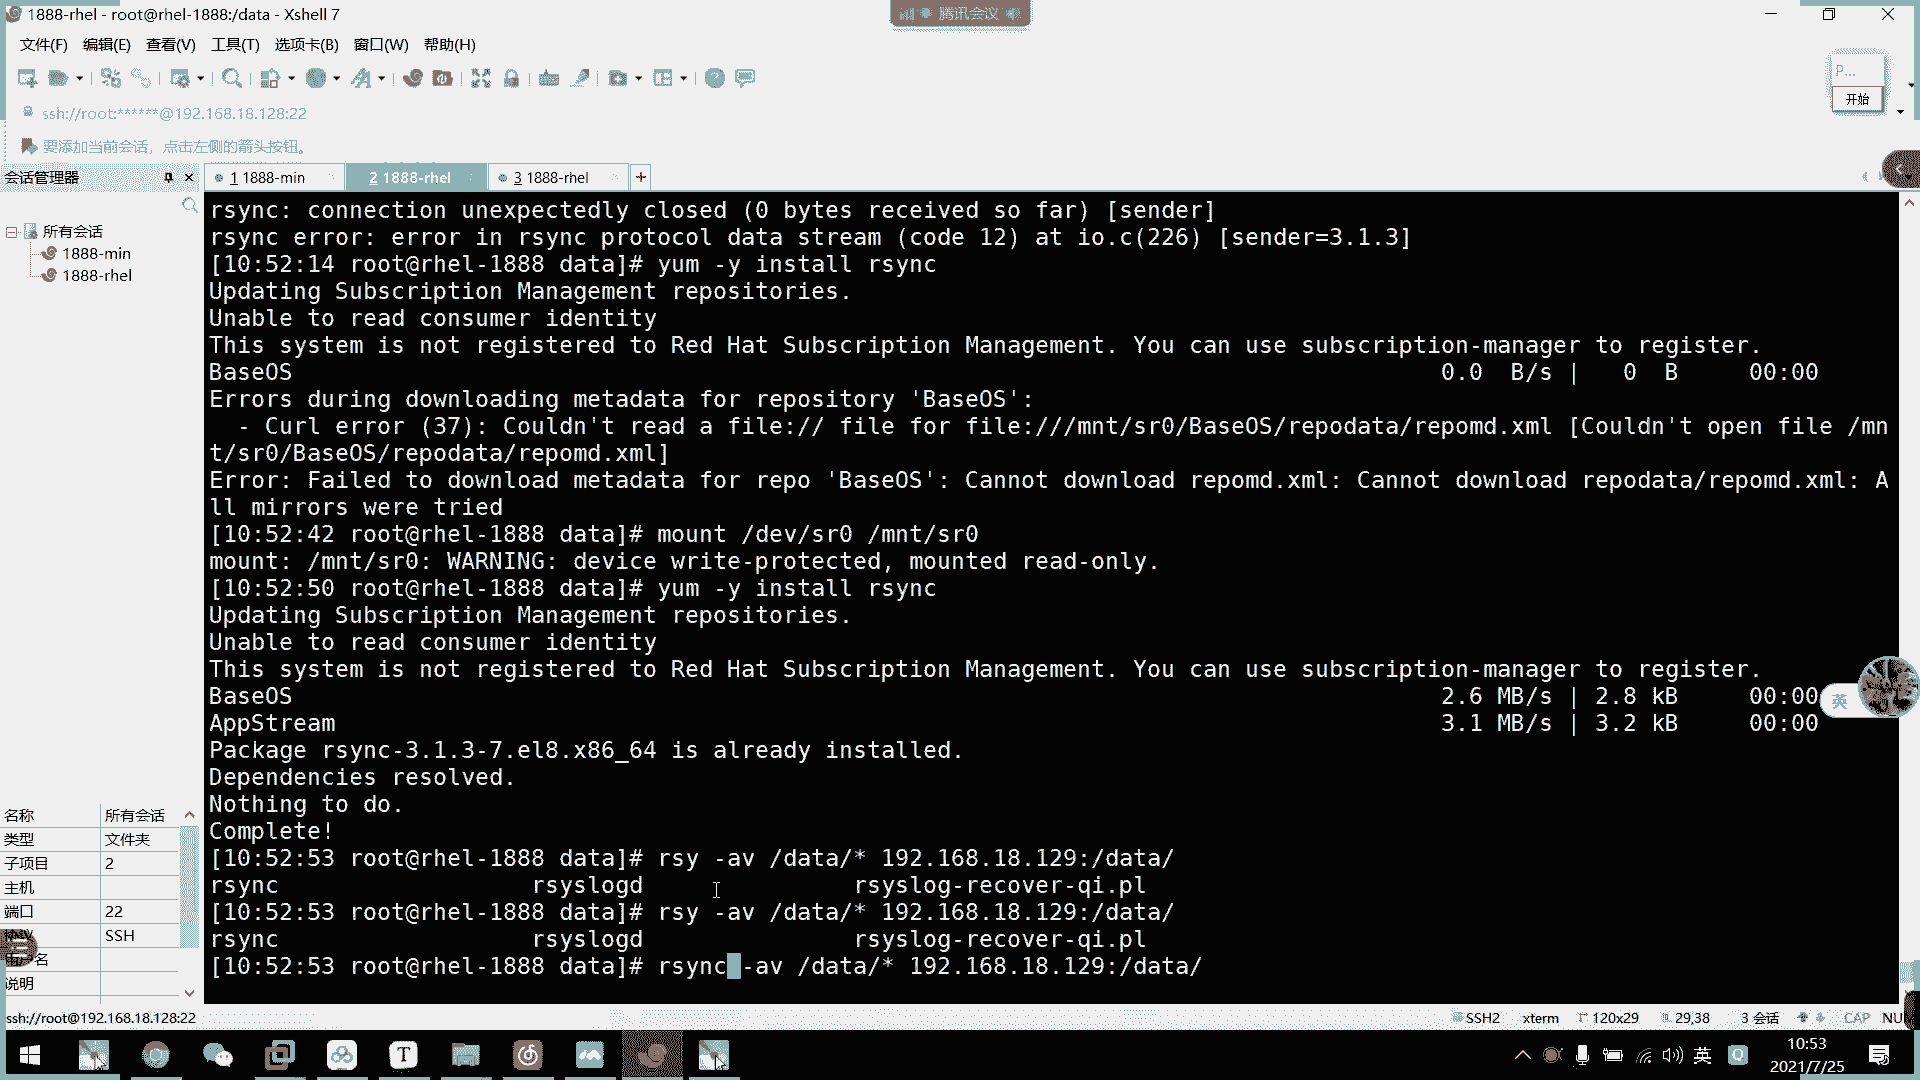 1888-rhel - root@rhel-1888:/data - Xshell 7
腾讯会议
文件(F) 编辑(E) 查看(V) 工具(T) 选项卡(B) 窗口(W) 帮助(H)
P...
开始
ssh://root:******@192.168.18.128:22
要添加当前会话，点击左侧的箭头按钮。
会话管理器
1 1888-min
2 1888-rhel
3 1888-rhel
所有会话
1888-min
1888-rhel
rsync: connection unexpectedly closed (0 bytes received so far) [sender]
rsync error: error in rsync protocol data stream (code 12) at io.c(226) [sender=3.1.3]
[10:52:14 root@rhel-1888 data]# yum -y install rsync
Updating Subscription Management repositories.
Unable to read consumer identity
This system is not registered to Red Hat Subscription Management. You can use subscription-manager to register.
BaseOS 0.0 B/s | 0 B 00:00
Errors during downloading metadata for repository 'BaseOS':
- Curl error (37): Couldn't read a file:// file for file:///mnt/sr0/BaseOS/repodata/repomd.xml [Couldn't open file /mn
t/sr0/BaseOS/repodata/repomd.xml]
Error: Failed to download metadata for repo 'BaseOS': Cannot download repomd.xml: Cannot download repodata/repomd.xml: A
ll mirrors were tried
[10:52:42 root@rhel-1888 data]# mount /dev/sr0 /mnt/sr0
mount: /mnt/sr0: WARNING: device write-protected, mounted read-only.
[10:52:50 root@rhel-1888 data]# yum -y install rsync
Updating Subscription Management repositories.
Unable to read consumer identity
This system is not registered to Red Hat Subscription Management. You can use subscription-manager to register.
BaseOS 2.6 MB/s | 2.8 kB 00:00
AppStream 3.1 MB/s | 3.2 kB 00:00
Package rsync-3.1.3-7.el8.x86_64 is already installed.
Dependencies resolved.
Nothing to do.
Complete!
[10:52:53 root@rhel-1888 data]# rsy -av /data/* 192.168.18.129:/data/
rsync rsyslogd rsyslog-recover-qi.pl
[10:52:53 root@rhel-1888 data]# rsy -av /data/* 192.168.18.129:/data/
rsync rsyslogd rsyslog-recover-qi.pl
[10:52:53 root@rhel-1888 data]# rsync -av /data/* 192.168.18.129:/data/
英
名称 所有会话
类型 文件夹
子项目 2
主机
端口 22
SSH
名
说明
ssh://root@192.168.18.128:22
SSH2 xterm 120x29 29,38 3 会话 CAP NU
英
10:53
2021/7/25